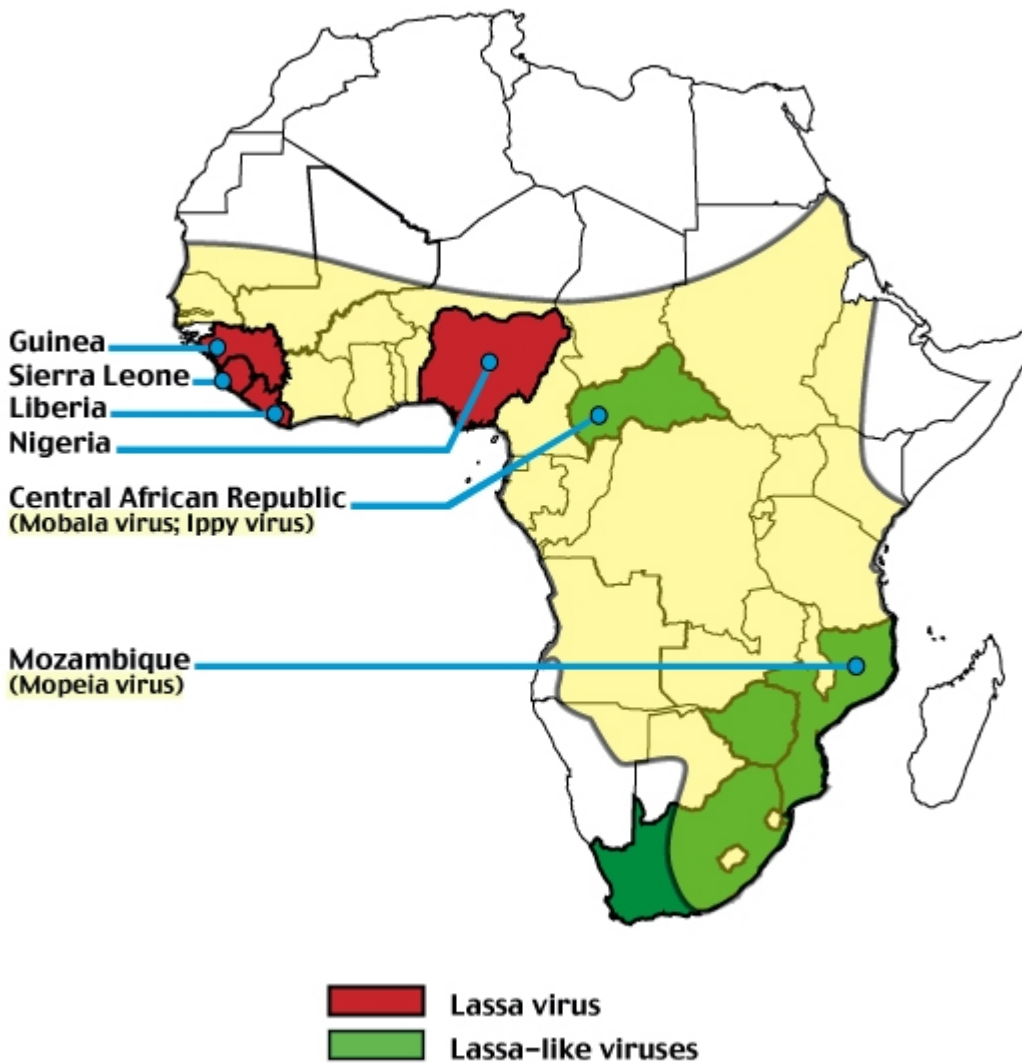 Guinea
Sierra Leone
Liberia
Nigeria
Central African Republic
(Mobala virus; Ippy virus)
Mozambique
(Mopeia virus)
Lassa virus
Lassa-like viruses